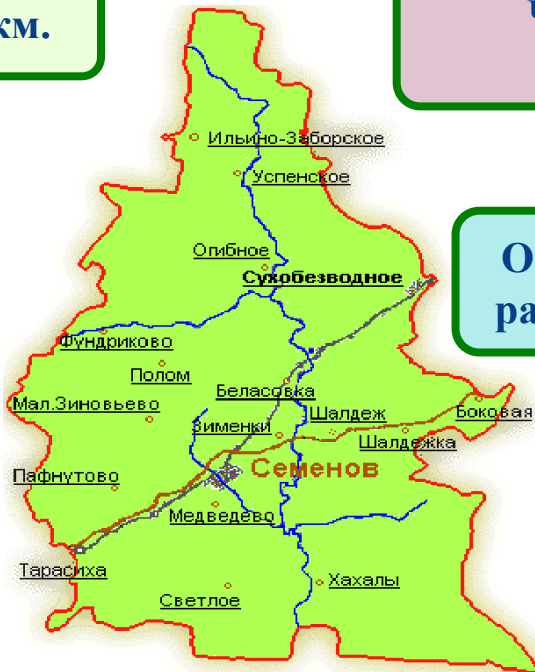 км.
Ильино-Заборское
Успенское
Огибное
Сухобезводное
О
ра
Фундриково
Полом
Беласовка
Мал.Зиновьево
Шалдеж
Боковая
Зименки
Шалдежка
Семенов
Пафнутово
Медведево
Тарасиха
Светлое
Хахалы